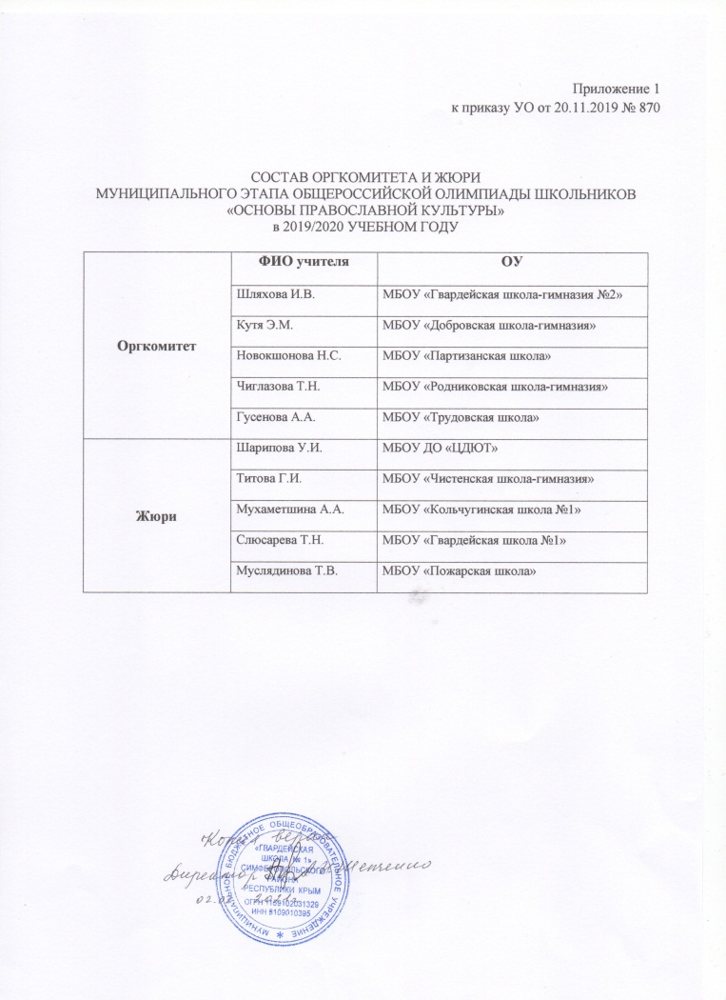 Приложение 1
к приказу УО от 20.11.2019 № 870
СОСТАВ ОРГКОМИТЕТА И ЖЮРИ
МУНИЦИПАЛЬНОГО ЭТАПА ОБЩЕРОССИЙСКОЙ ОЛИМПИАДЫ ШКОЛЬНИКОВ
«ОСНОВЫ ПРАВОСЛАВНОЙ КУЛЬТУРЫ»
в 2019/2020 УЧЕБНОМ ГОДУ
ФИО учителя ОУ
Оргкомитет
Шляхова И.В. МБОУ «Гвардейская школа-гимназия №2»
Кутя Э.М. МБОУ «Добровская школа-гимназия»
Новокшонова Н.С. МБОУ «Партизанская школа»
Чиглазова Т.Н. МБОУ «Родниковская школа-гимназия»
Гусенова А.А. МБОУ «Трудовская школа»
Жюри
Шарипова У.И. МБОУ ДО «ЦДЮТ»
Титова Г.И. МБОУ «Чистенская школа-гимназия»
Мухаметшина А.А. МБОУ «Кольчугинская школа №1»
Слюсарева Т.Н. МБОУ «Гвардейская школа №1»
Муслядинова Т.В. МБОУ «Пожарская школа»
Копия верна
Директор
МУНИЦИПАЛЬНОЕ БЮДЖЕТНОЕ ОБЩЕОБРАЗОВАТЕЛЬНОЕ УЧРЕЖДЕНИЕ
«ГВАРДЕЙСКАЯ
ШКОЛА № 1»
СИМФЕРОПОЛЬСКОГО
РАЙОНА
РЕСПУБЛИКИ КРЫМ
ОГРН 1159102031329
ИНН 9109010395